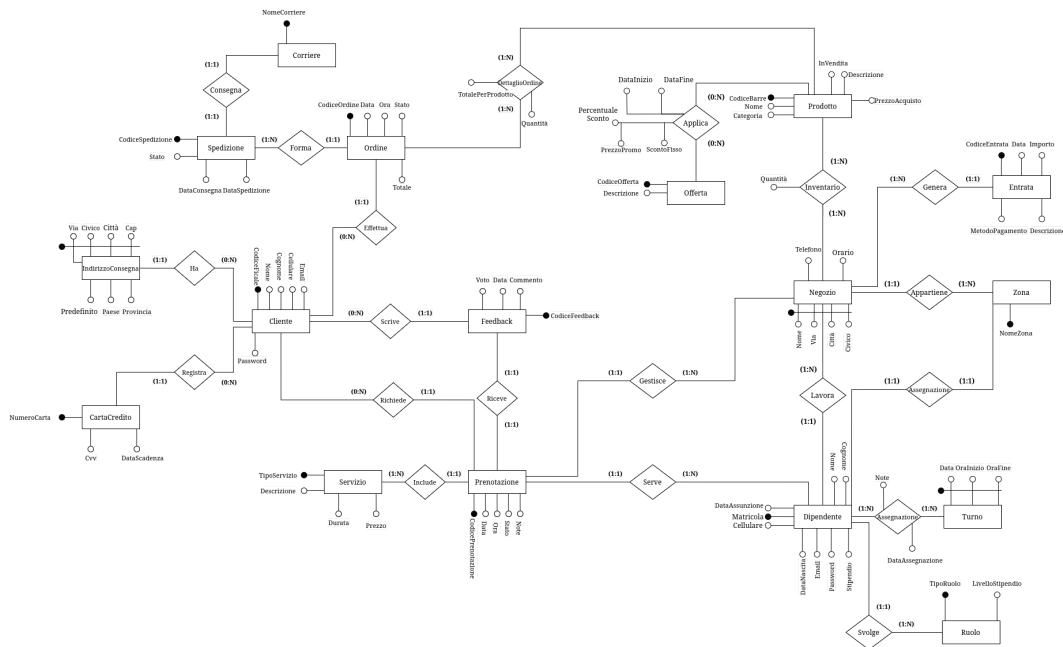 NomeCorriere
Corriere
(1:1)
Consegna
(1:1)
CodiceSpedizione
Stato
Spedizione
DataConsegna DataSpedizione
(1:N)
Forma
(1:1)
CodiceOrdine Data Ora Stato
Ordine
Totale
(1:N)
DettaglioOrdine
TotalePerProdotto
(1:N)
Quantità
DataInizio DataFine
Percentuale
Sconto
PrezzoPromo
ScontoFisso
Applica
(0:N)
(0:N)
CodiceOfferta
Descrizione
Offerta
InVendita
Descrizione
CodiceBarre
Nome
Categoria
Prodotto
PrezzoAcquisto
(1:N)
Quantità
Inventario
(1:N)
(1:N)
Genera
(1:1)
CodiceEntrata Data Importo
Entrata
MetodoPagamento Descrizione
(1:1)
Effettua
(0:N)
Via Civico Città Cap
IndirizzoConsegna
Predefinito Paese Provincia
(1:1)
Ha
(0:N)
CodiceFicale
Nome
Cognome
Cellulare
Email
Cliente
Password
(0:N)
Scrive
(1:1)
Voto Data Commento
Feedback
CodiceFeedback
Telefono
Orario
Negozio
Nome
Via
Città
Civico
(1:1)
Appartiene
(1:N)
Zona
NomeZona
(1:1)
Registra
(0:N)
NumeroCarta
CartaCredito
Cvv
DataScadenza
(0:N)
Richiede
(1:1)
(1:1)
Riceve
(1:1)
(1:1)
Gestisce
(1:N)
(1:N)
Lavora
(1:1)
(1:1)
Assegnazione
(1:1)
TipoServizio
Descrizione
Servizio
Durata
Prezzo
(1:N)
Include
(1:1)
Prenotazione
CodicePrenotazione
Data
Ora
Stato
Note
(1:1)
Serve
(1:N)
Nome
Cognome
DataAssunzione
Matricola
Cellulare
Dipendente
DataNascita
Email
Password
Stipendio
Note
(1:N)
Assegnazione
(1:N)
DataAssegnazione
Data OraInizio OraFine
Turno
(1:1)
Svolge
(1:N)
TipoRuolo
LivelloStipendio
Ruolo